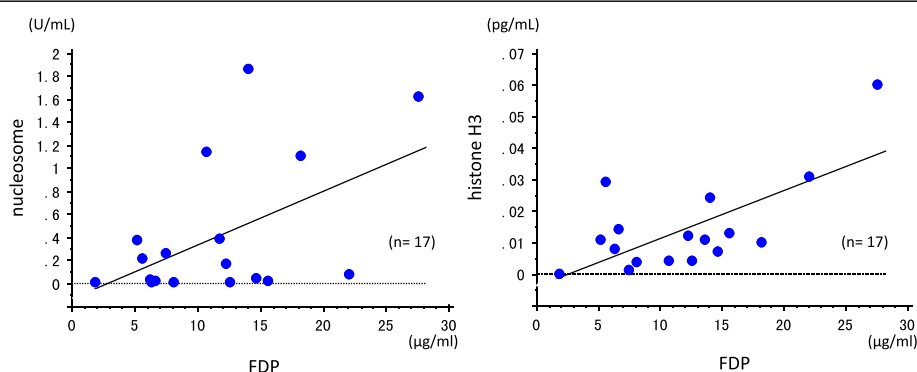 (U/mL)
nucleosome
2
1.8
1.6
1.4
1.2
1
.8
.6
.4
.2
0
(n= 17)
0 5 10 15 20 25 30
(µg/ml)
FDP
(pg/mL)
histone H3
.07
.06
.05
.04
.03
.02
.01
0
(n= 17)
0 5 10 15 20 25 30
(µg/ml)
FDP